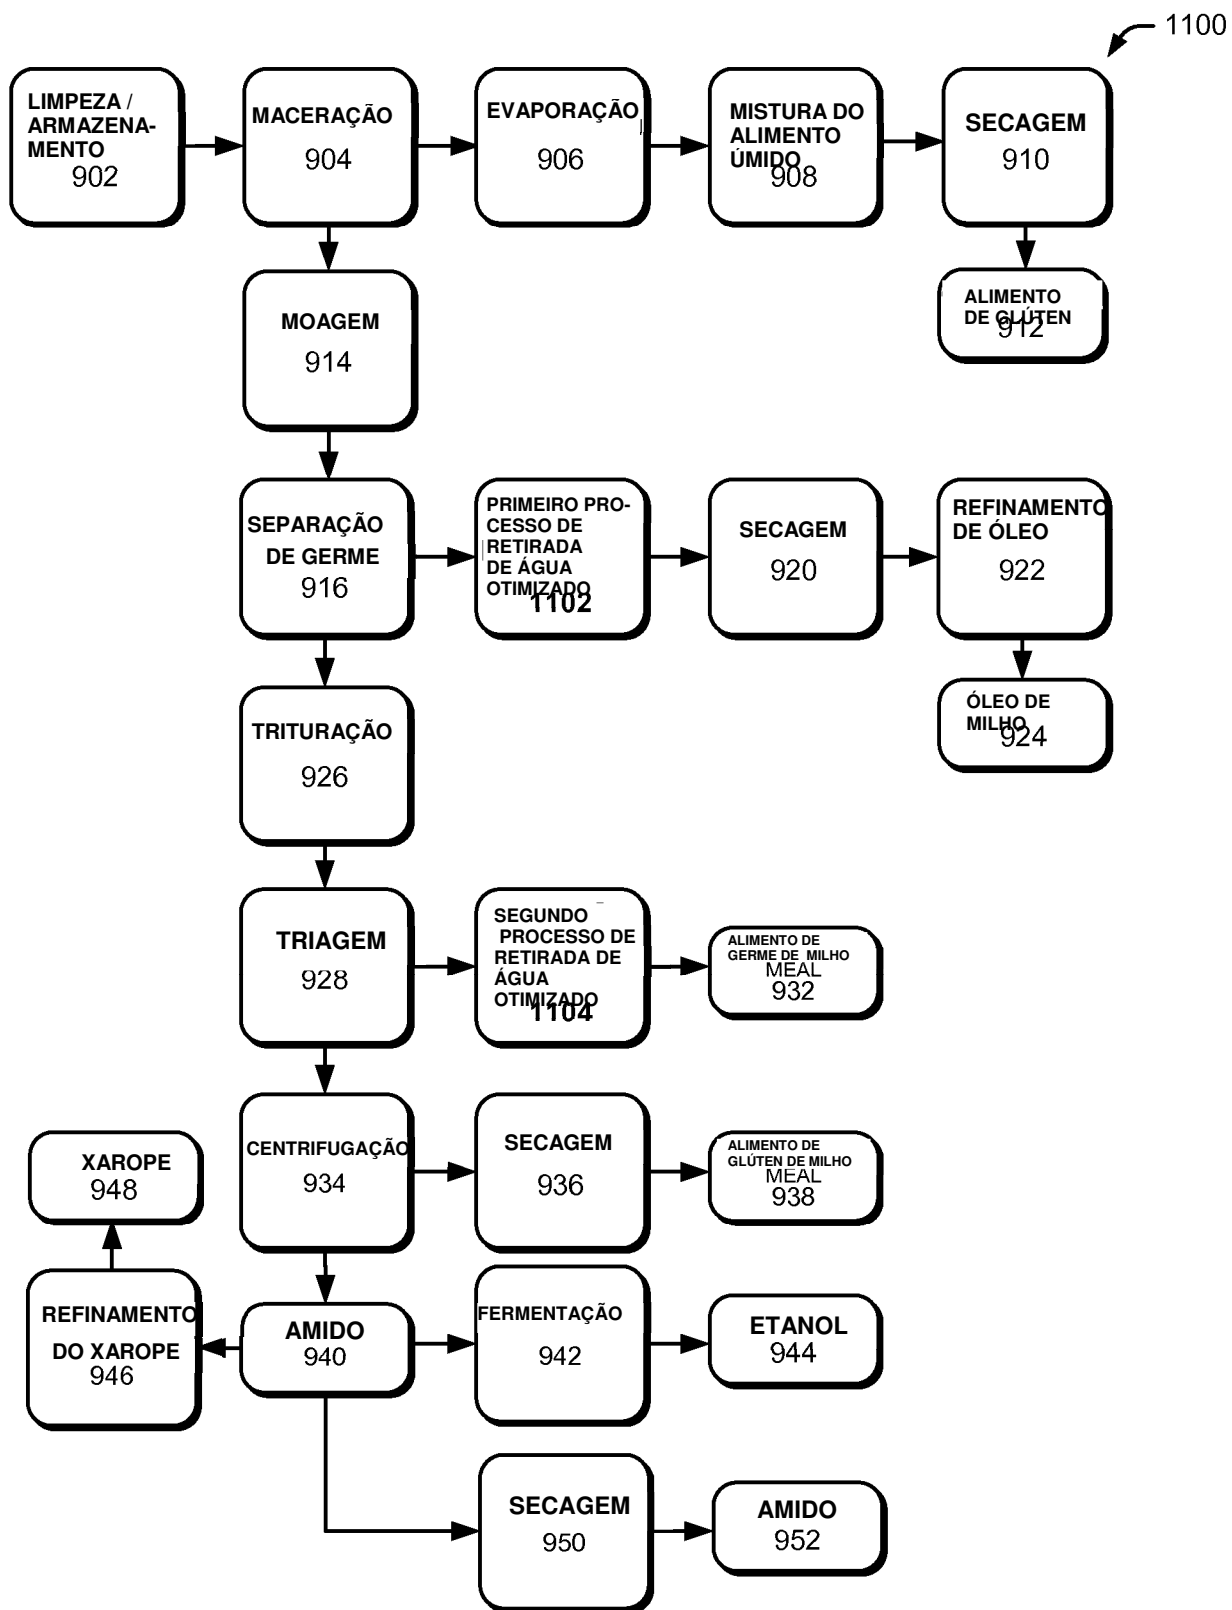 1100
LIMPEZA /
ARMAZENA-
MENTO
902
MACERAÇÃO
904
EVAPORAÇÃO
906
MISTURA DO
ALIMENTO
ÚMIDO
908
SECAGEM
910
ALIMENTO
DE GLÚTEN
912
MOAGEM
914
SEPARAÇÃO
DE GERME
916
PRIMEIRO PRO-
CESSO DE
RETIRADA
DE ÁGUA
OTIMIZADO
1102
SECAGEM
920
REFINAMENTO
DE ÓLEO
922
ÓLEO DE
MILHO
924
TRITURAÇÃO
926
TRIAGEM
928
SEGUNDO
PROCESSO DE
RETIRADA DE
ÁGUA
OTIMIZADO
1104
ALIMENTO DE
GERME DE MILHO
MEAL
932
CENTRIFUGAÇÃO
934
SECAGEM
936
ALIMENTO DE
GLÚTEN DE MILHO
MEAL
938
XAROPE
948
REFINAMENTO
DO XAROPE
946
AMIDO
940
FERMENTAÇÃO
942
ETANOL
944
SECAGEM
950
AMIDO
952